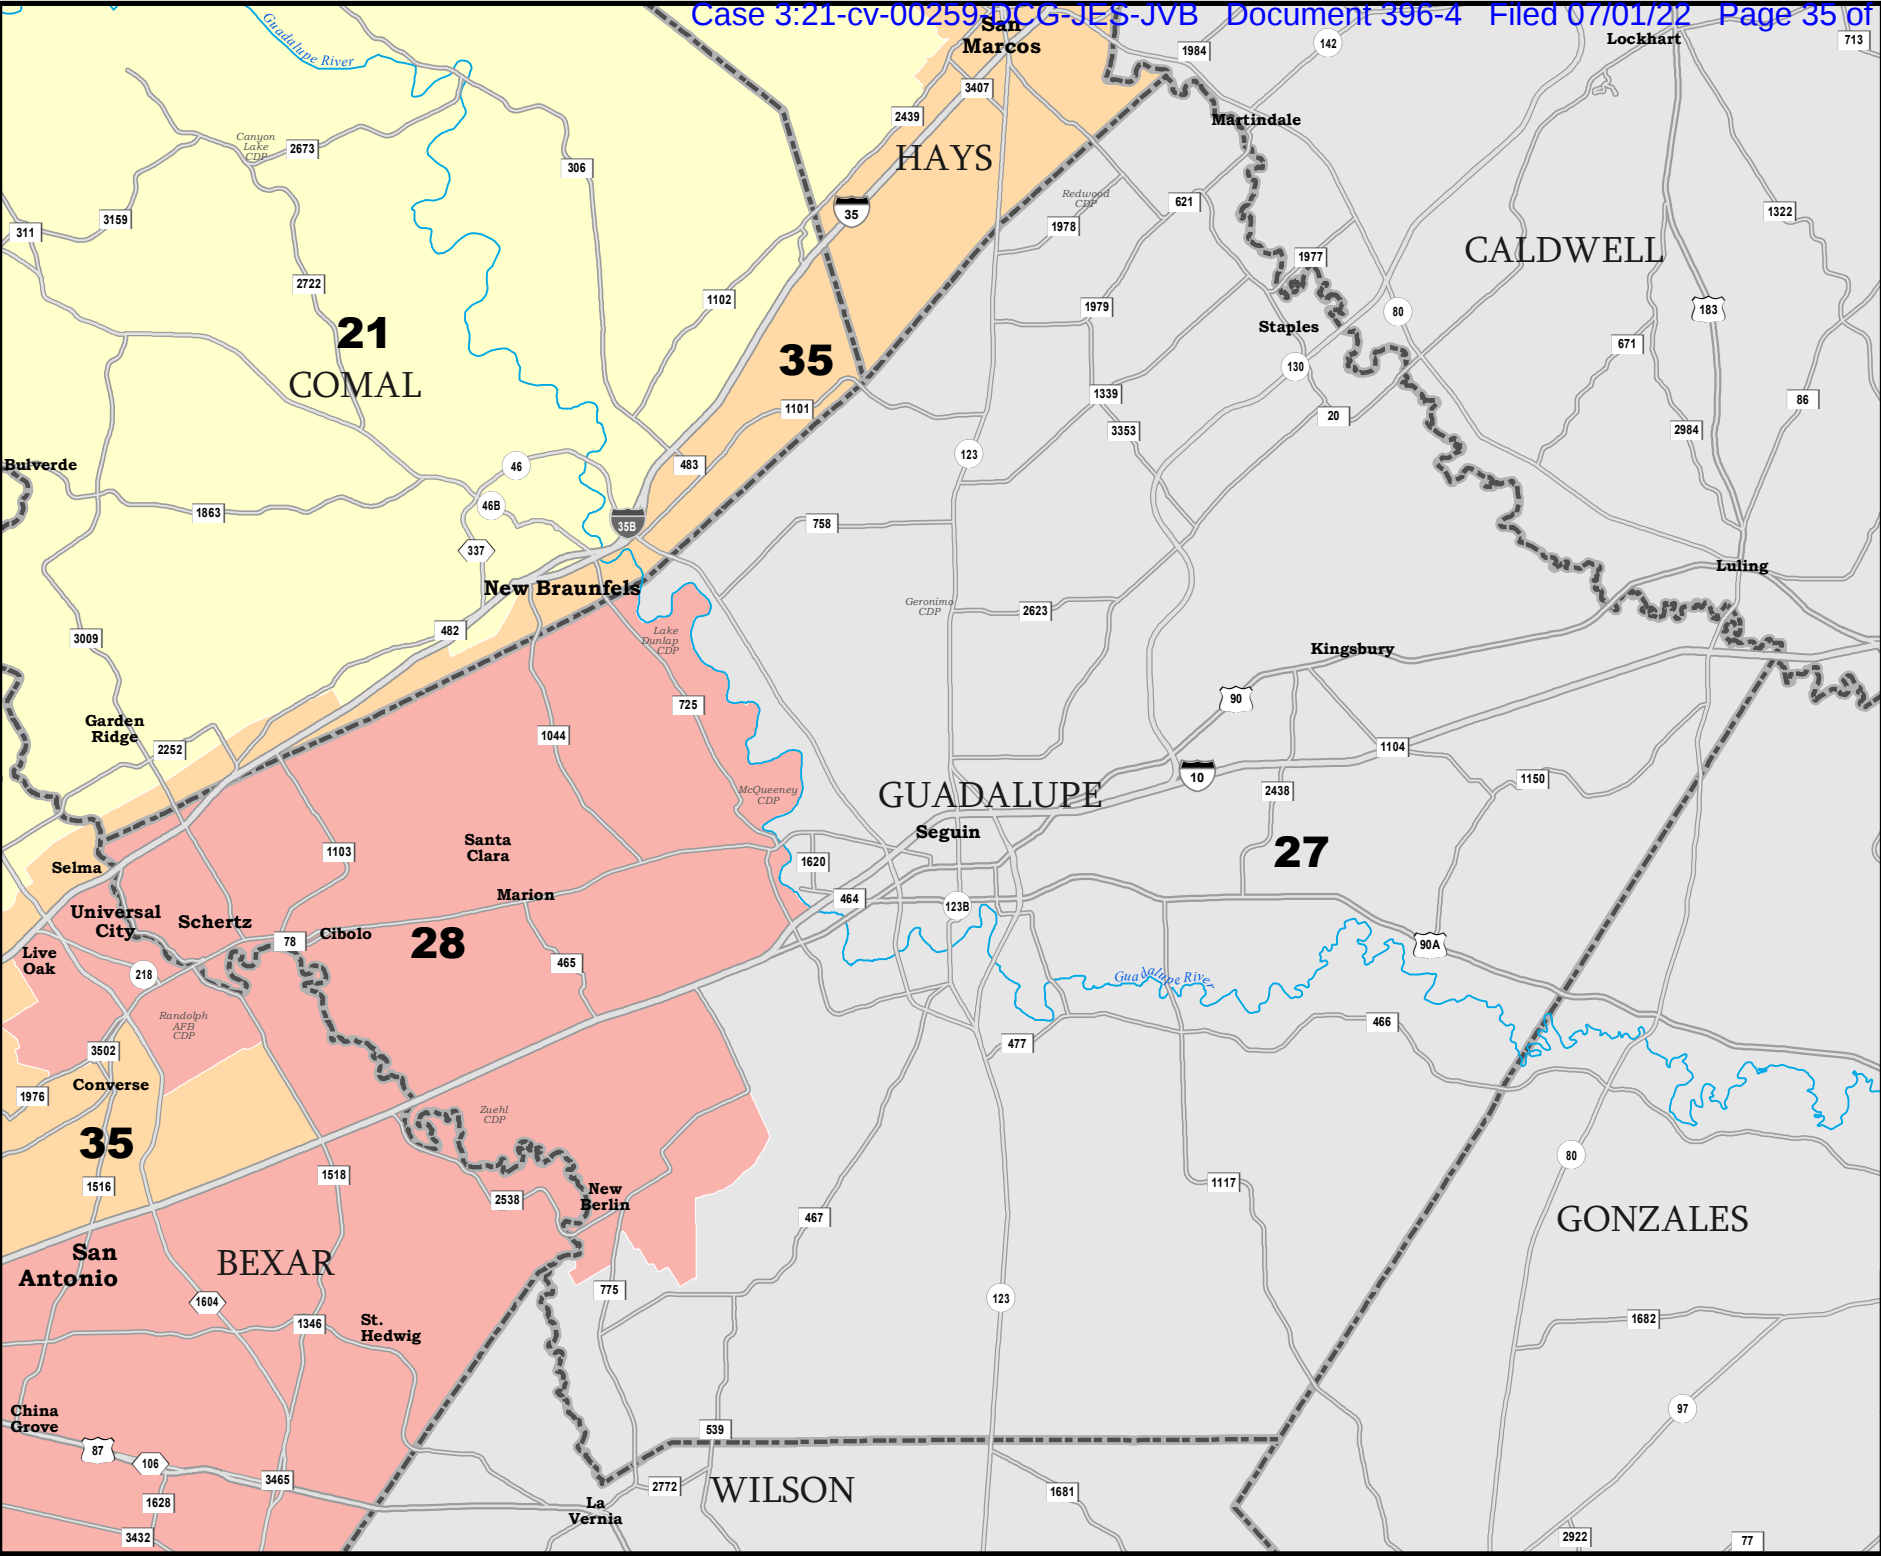 Case 3:21-cv-00259-DCG-JES-JVB Document 396-4 Filed 07/01/22 Page 35 of
San
Marcos
Lockhart
713
1984
142
Guadalupe River
3407
2439
Martindale
HAYS
Canyon
Lake
CDP
2673
306
Redwood
CDP
621
1978
35
3159
311
1322
CALDWELL
1977
2722
1102
1979
80
183
Staples
21
COMAL
35
671
130
1101
1339
20
86
3353
2984
Bulverde
46
483
123
46B
1863
35B
758
337
New Braunfels
Luling
Geronimo
CDP
2623
482
3009
Lake
Dunlap
CDP
Kingsbury
90
725
Garden
Ridge
2252
1044
1104
10
1150
2438
McQueeney
CDP
GUADALUPE
Seguin
Santa
Clara
1103
27
1620
Selma
Marion
464
123B
Universal
City
Schertz
78
Cibolo
28
90A
Live
Oak
218
465
Guadalupe River
Randolph
AFB
CDP
466
477
3502
Converse
1976
Zuehl
CDP
35
80
1518
1516
2538
New
Berlin
1117
467
GONZALES
San
Antonio
BEXAR
775
1604
123
1346
St.
Hedwig
1682
China
Grove
97
87
539
106
3465
2772
WILSON
1681
1628
La
Vernia
3432
2922
77